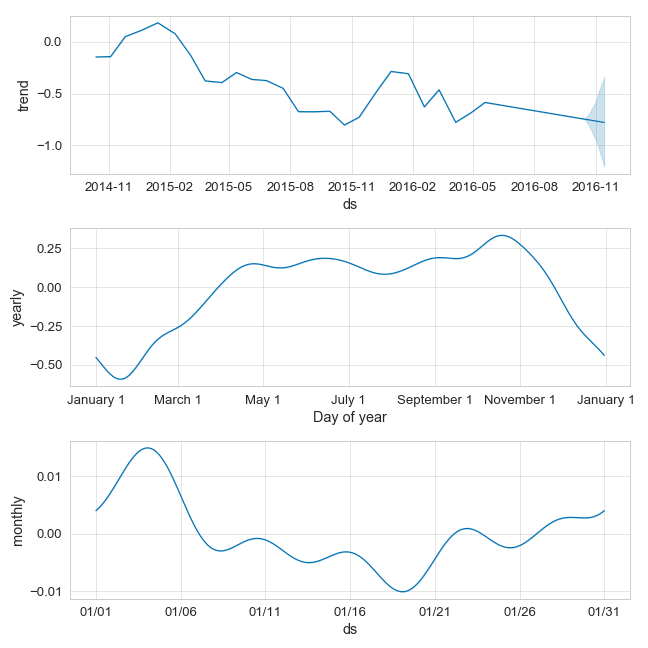 0.0
−0.5
−1.0
trend
2014-11 2015-02 2015-05 2015-08 2015-11 2016-02 2016-05 2016-08 2016-11
ds
0.25
0.00
−0.25
−0.50
yearly
January 1 March 1 May 1 July 1 September 1 November 1 January 1
Day of year
0.01
0.00
−0.01
monthly
01/01 01/06 01/11 01/16 01/21 01/26 01/31
ds